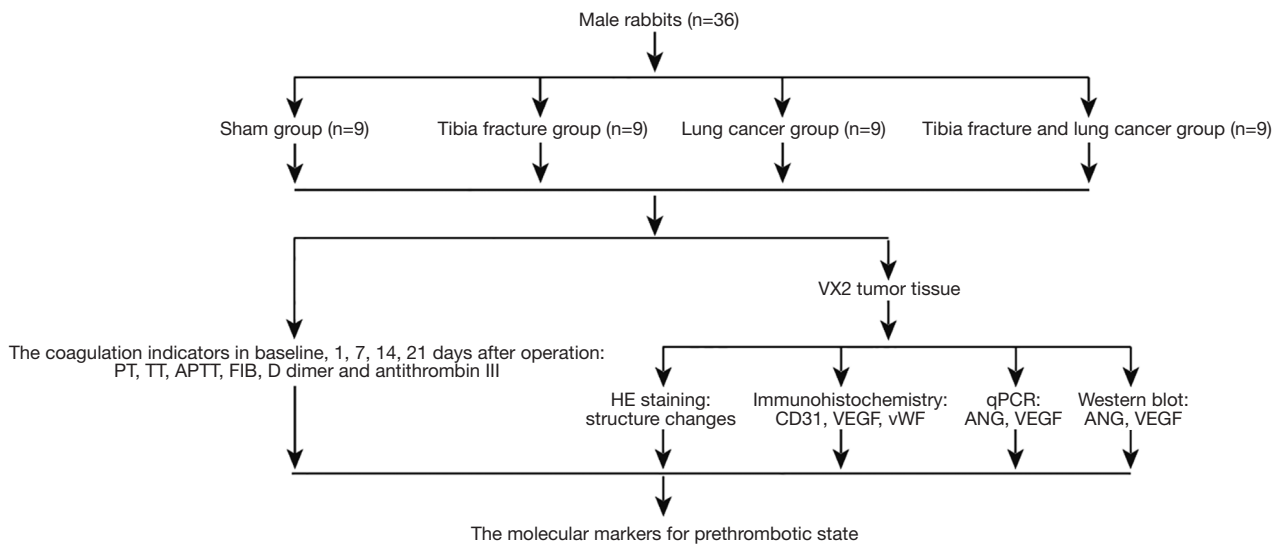 Male rabbits (n=36)
Sham group (n=9)
Tibia fracture group (n=9)
Lung cancer group (n=9)
Tibia fracture and lung cancer group (n=9)
VX2 tumor tissue
The coagulation indicators in baseline, 1, 7, 14, 21 days after operation:
PT, TT, APTT, FIB, D dimer and antithrombin III
HE staining:
structure changes
Immunohistochemistry:
CD31, VEGF, vWF
qPCR:
ANG, VEGF
Western blot:
ANG, VEGF
The molecular markers for prethrombotic state